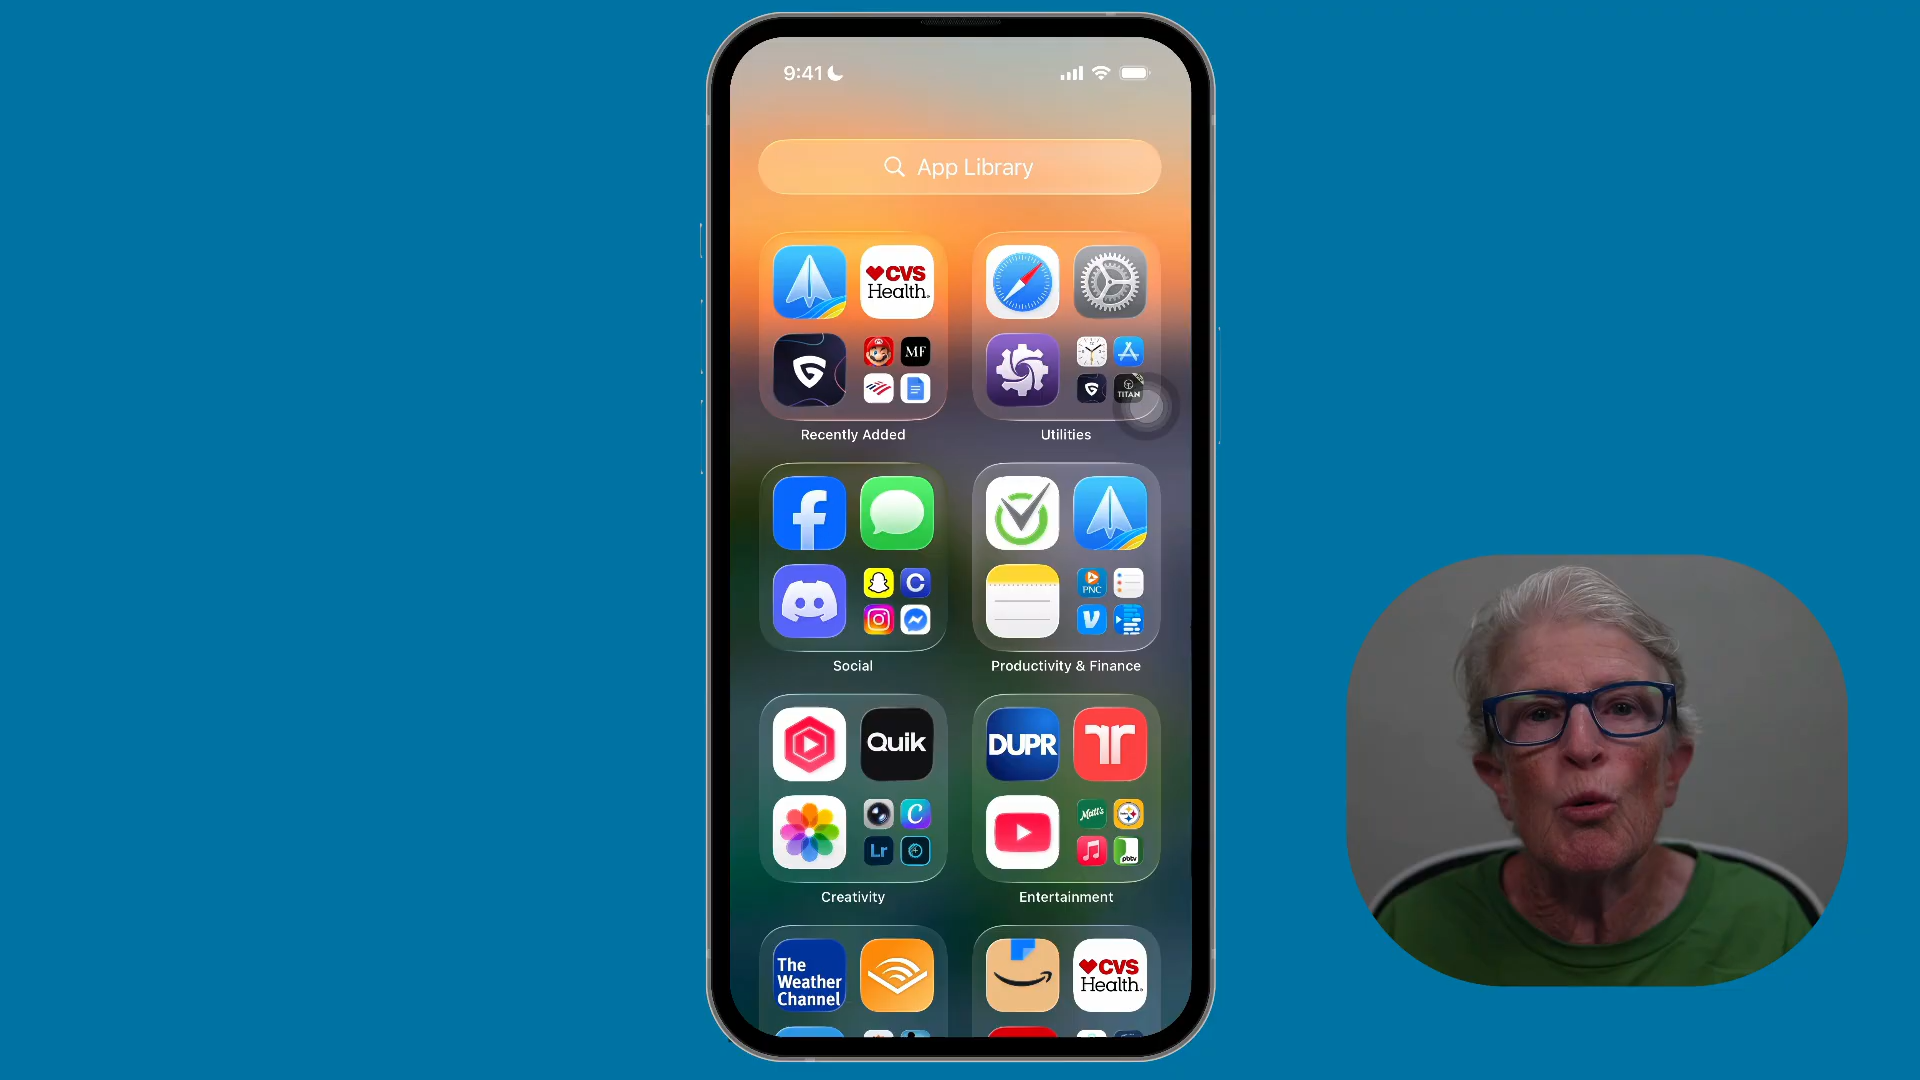 9:41
App Library
CVS
Health.
MF
TITAN
Recently Added
Utilities
PNC
Social
Productivity & Finance
Quik
DUPR
Matt's
Lr
pbtv
Creativity
Entertainment
The
Weather
Channel
CVS
Health.